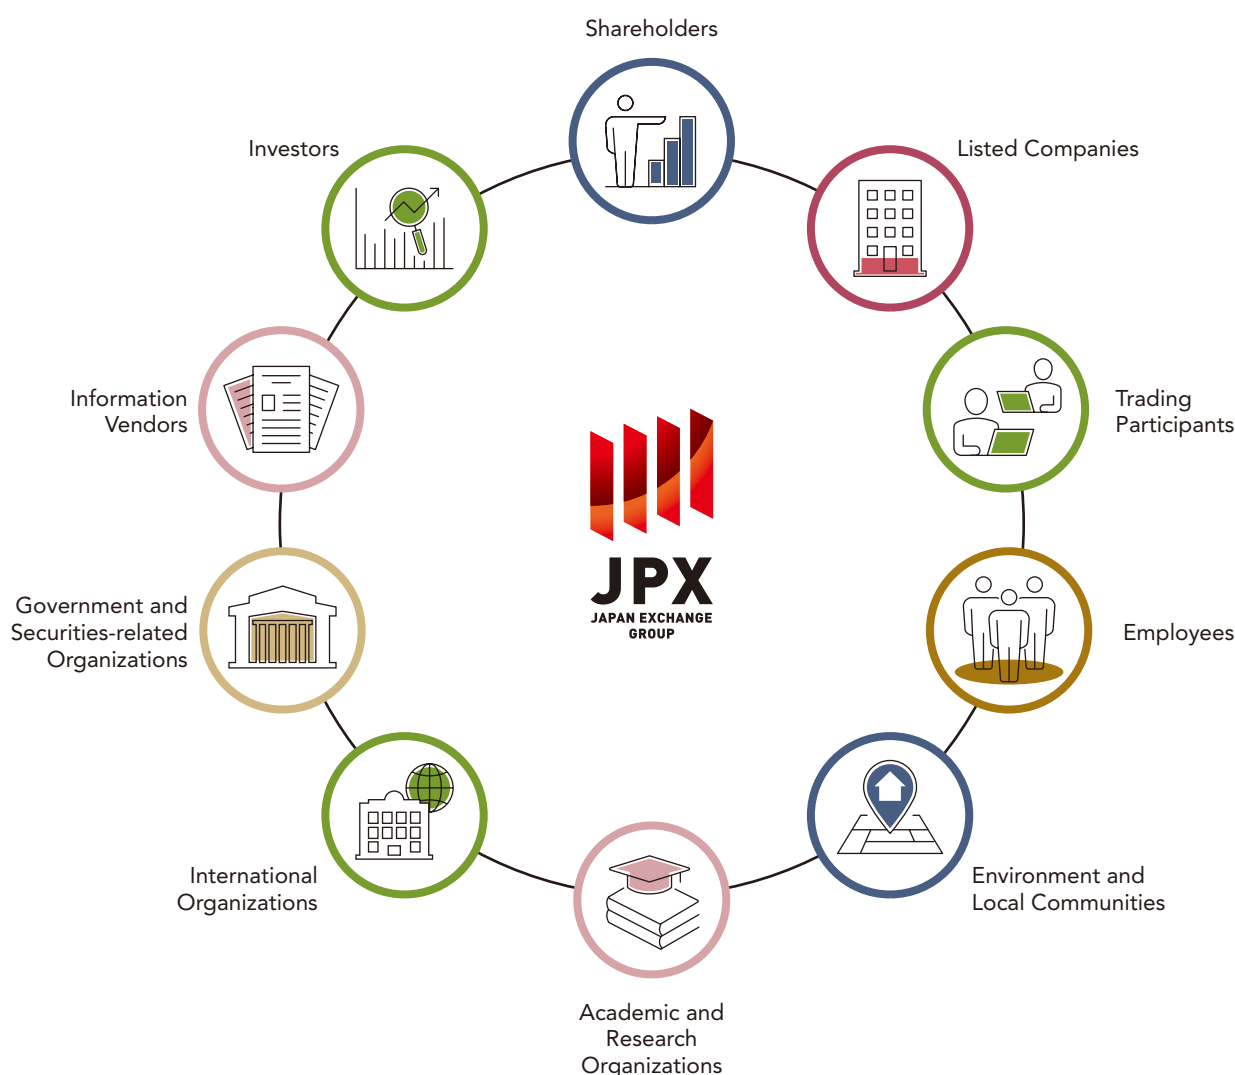 Shareholders
Investors
Listed Companies
Information
Vendors
Trading
Participants
JPX
JAPAN EXCHANGE
GROUP
Government and
Securities-related
Organizations
Employees
International
Organizations
Environment and
Local Communities
Academic and
Research
Organizations